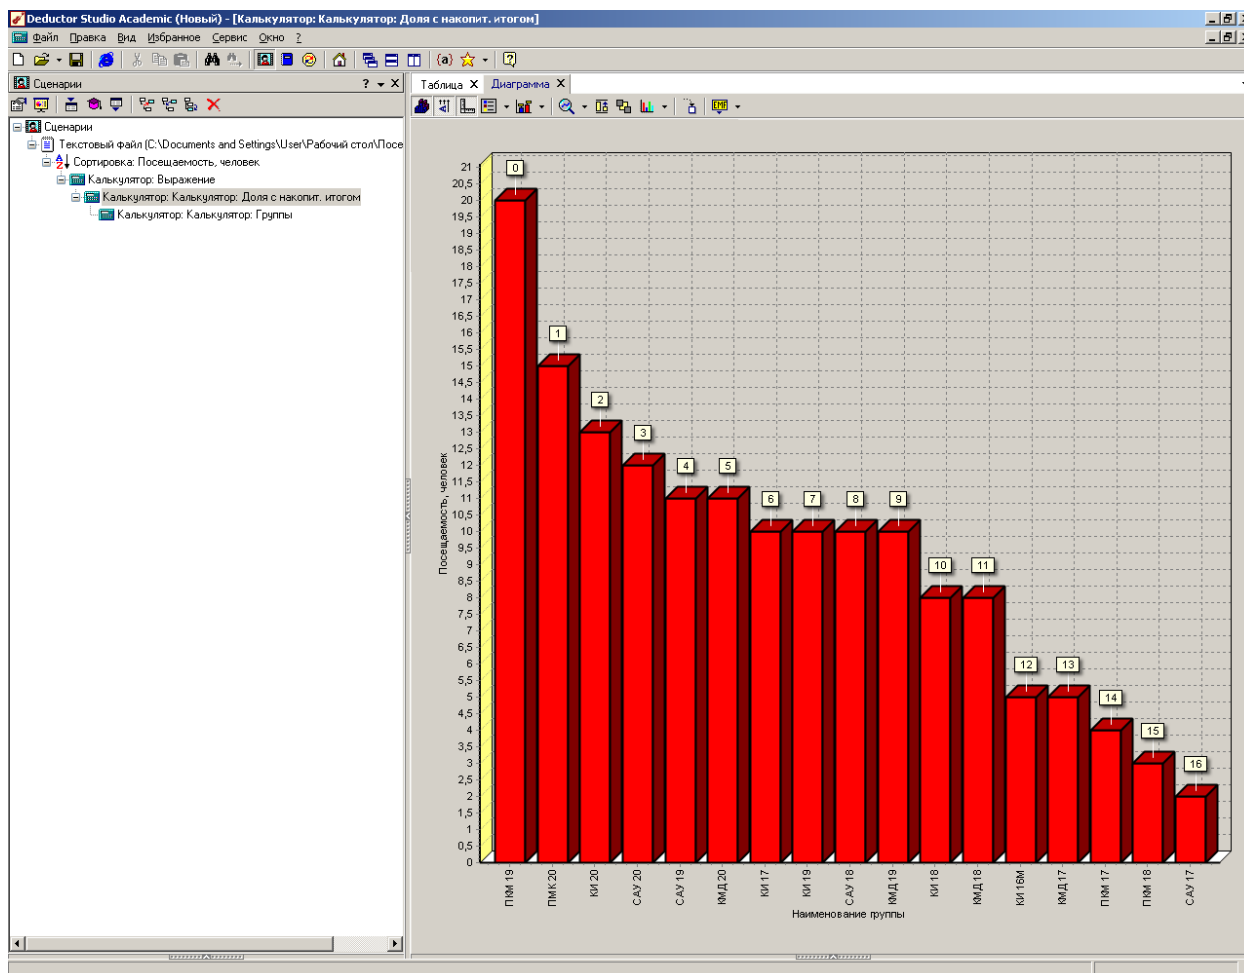 Deductor Studio Academic (Новый) - [Калькулятор: Калькулятор: Доля с накопит. итогом]
Файл Правка Вид Избранное Сервис Окно ?
{a}
Сценарии ?
Таблица X Диаграмма X
EMF
Сценарии
Текстовый файл (C:\Documents and Settings\User\Рабочий стол\Посе
Сортировка: Посещаемость, человек
Калькулятор: Выражение
Калькулятор: Калькулятор: Доля с накопит. итогом
Калькулятор: Калькулятор: Группы
21
20,5
20
19,5
19
18,5
18
17,5
17
16,5
16
15,5
15
14,5
14
13,5
13
12,5
12
11,5
11
10,5
10
9,5
9
8,5
8
7,5
7
6,5
6
5,5
5
4,5
4
3,5
3
2,5
2
1,5
1
0,5
0
Посещаемость, человек
0
1
2
3
4
5
6
7
8
9
10
11
12
13
14
15
16
ПКМ 19
ПМК 20
КИ 20
САУ 20
САУ 19
КМД 20
КИ 17
КИ 19
САУ 18
КМД 19
КИ 18
КМД 18
КИ 16М
КМД 17
ПКМ 17
ПКМ 18
САУ 17
Наименование группы